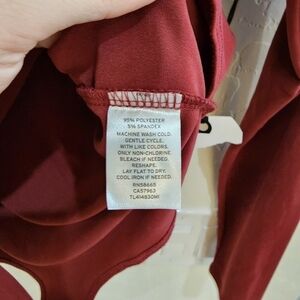 95% POLYESTER
5% SPANDEX
MACHINE WASH COLD.
GENTLE CYCLE.
WITH LIKE COLORS.
ONLY NON-CHLORINE.
BLEACH IF NEEDED.
RESHAPE.
LAY FLAT TO DRY.
COOL IRON IF NEEDED.
RN58665
CA57963
TL414830MI